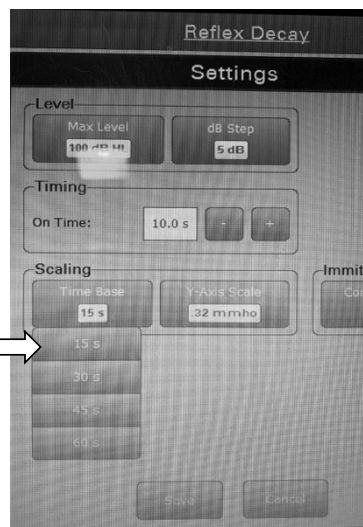 Reflex Decay
Settings
Level
Max Level
dB Step
100 dB HL
5 dB
Timing
On Time:
10.0 s
-
+
Scaling
Immit
Time Base
Y-Axis Scale
Co
15 s
.32 mmho
15 s
30 s
45 s
60 s
Save
Cancel